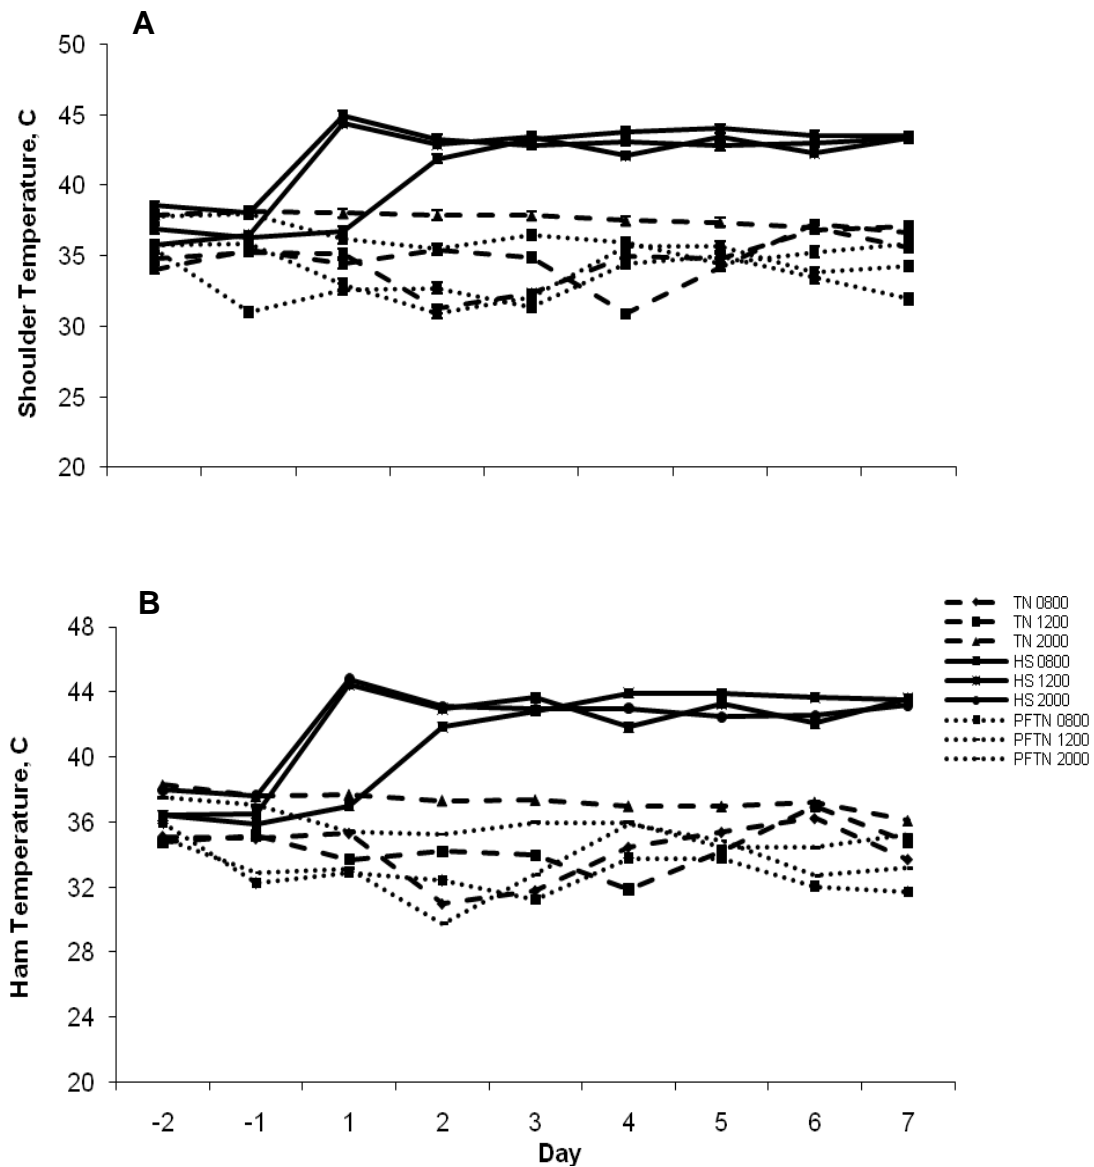 A
50
45
40
35
30
25
20
Shoulder Temperature, C
B
48
44
40
36
32
28
24
20
Ham Temperature, C
-2 -1 1 2 3 4 5 6 7
Day
TN 0800
TN 1200
TN 2000
HS 0800
HS 1200
HS 2000
PFTN 0800
PFTN 1200
PFTN 2000